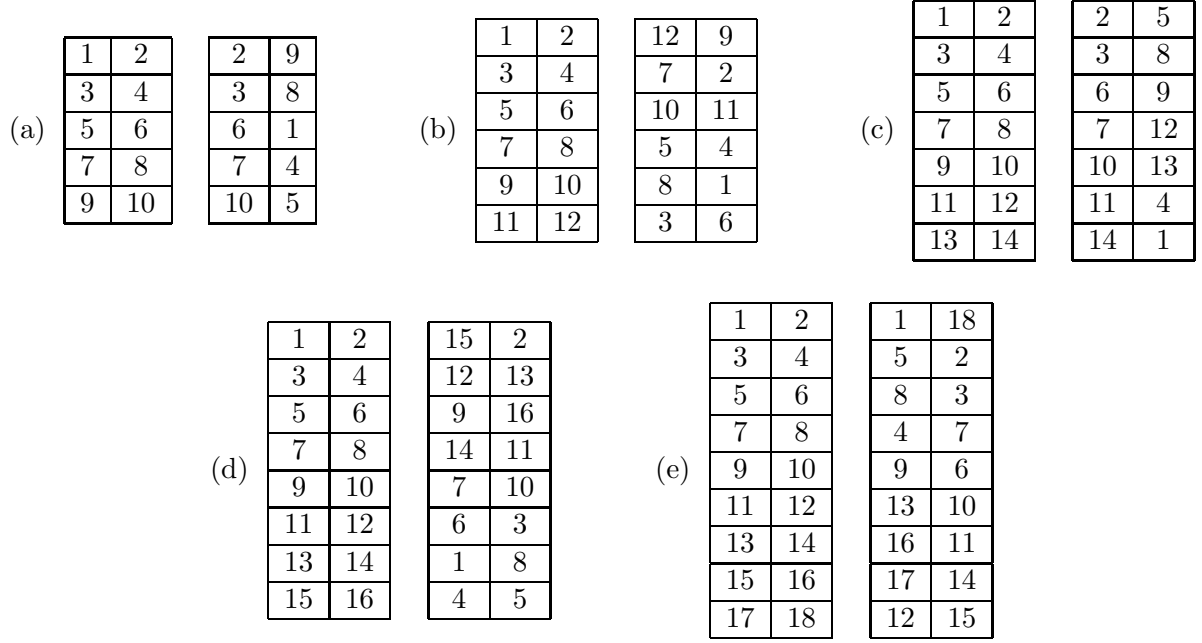 (a)
1 2 2 9
3 4 3 8
5 6 6 1
7 8 7 4
9 10 10 5
(b)
1 2 12 9
3 4 7 2
5 6 10 11
7 8 5 4
9 10 8 1
11 12 3 6
(c)
1 2 2 5
3 4 3 8
5 6 6 9
7 8 7 12
9 10 10 13
11 12 11 4
13 14 14 1
(d)
1 2 15 2
3 4 12 13
5 6 9 16
7 8 14 11
9 10 7 10
11 12 6 3
13 14 1 8
15 16 4 5
(e)
1 2 1 18
3 4 5 2
5 6 8 3
7 8 4 7
9 10 9 6
11 12 13 10
13 14 16 11
15 16 17 14
17 18 12 15